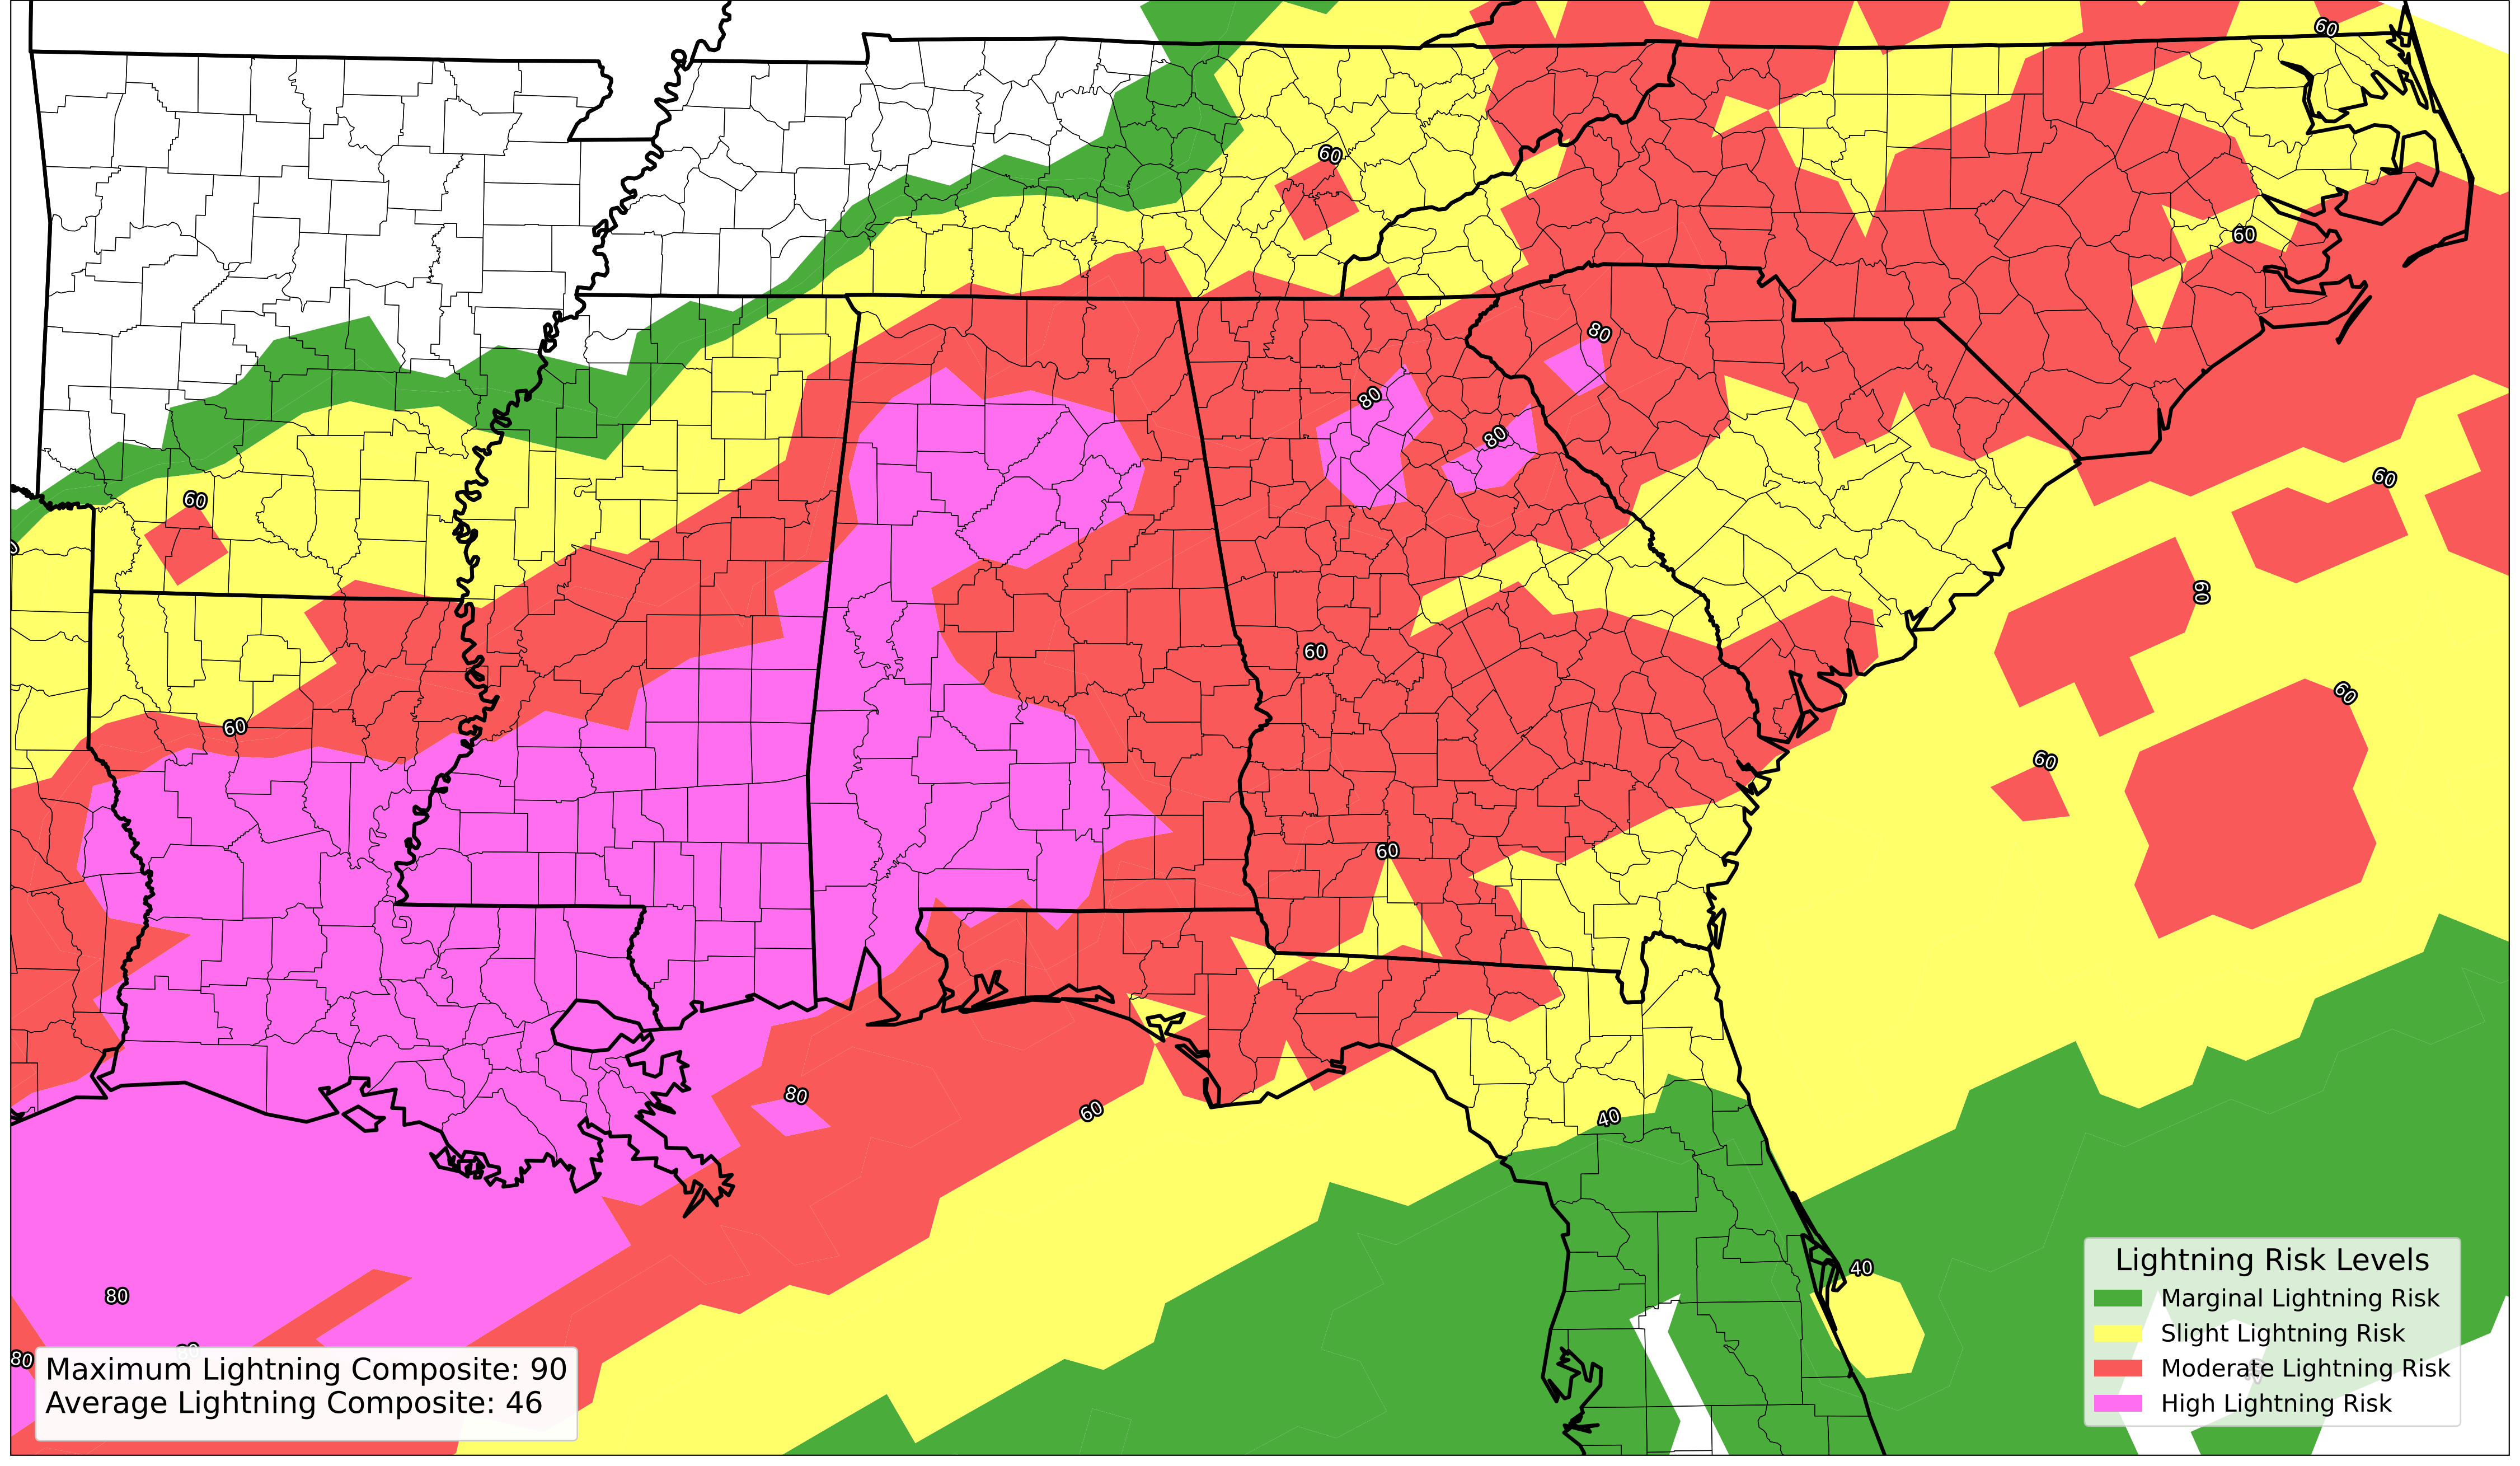 60
60
60
80
80
80
60
60
60
60
60
60
60
60
80
60
40
40
80
80
Maximum Lightning Composite: 90
Average Lightning Composite: 46
Lightning Risk Levels
Marginal Lightning Risk
Slight Lightning Risk
Moderate Lightning Risk
High Lightning Risk